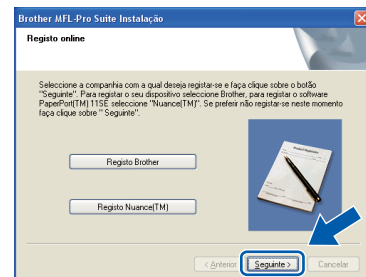 Brother MFL-Pro Suite Instalação
Registo online
Seleccione a companhia com a qual deseja registar-se e faça clique sobre o botão
"Seguinte". Para registar o seu dispositivo seleccione Brother, para registar o software
PaperPort(TM) 11SE seleccione "Nuance(TM)". Se preferir não registar-se neste momento
faça clique sobre " Seguinte".
Registo Brother
Registo Nuance(TM)
< Anterior
Seguinte >
Cancelar